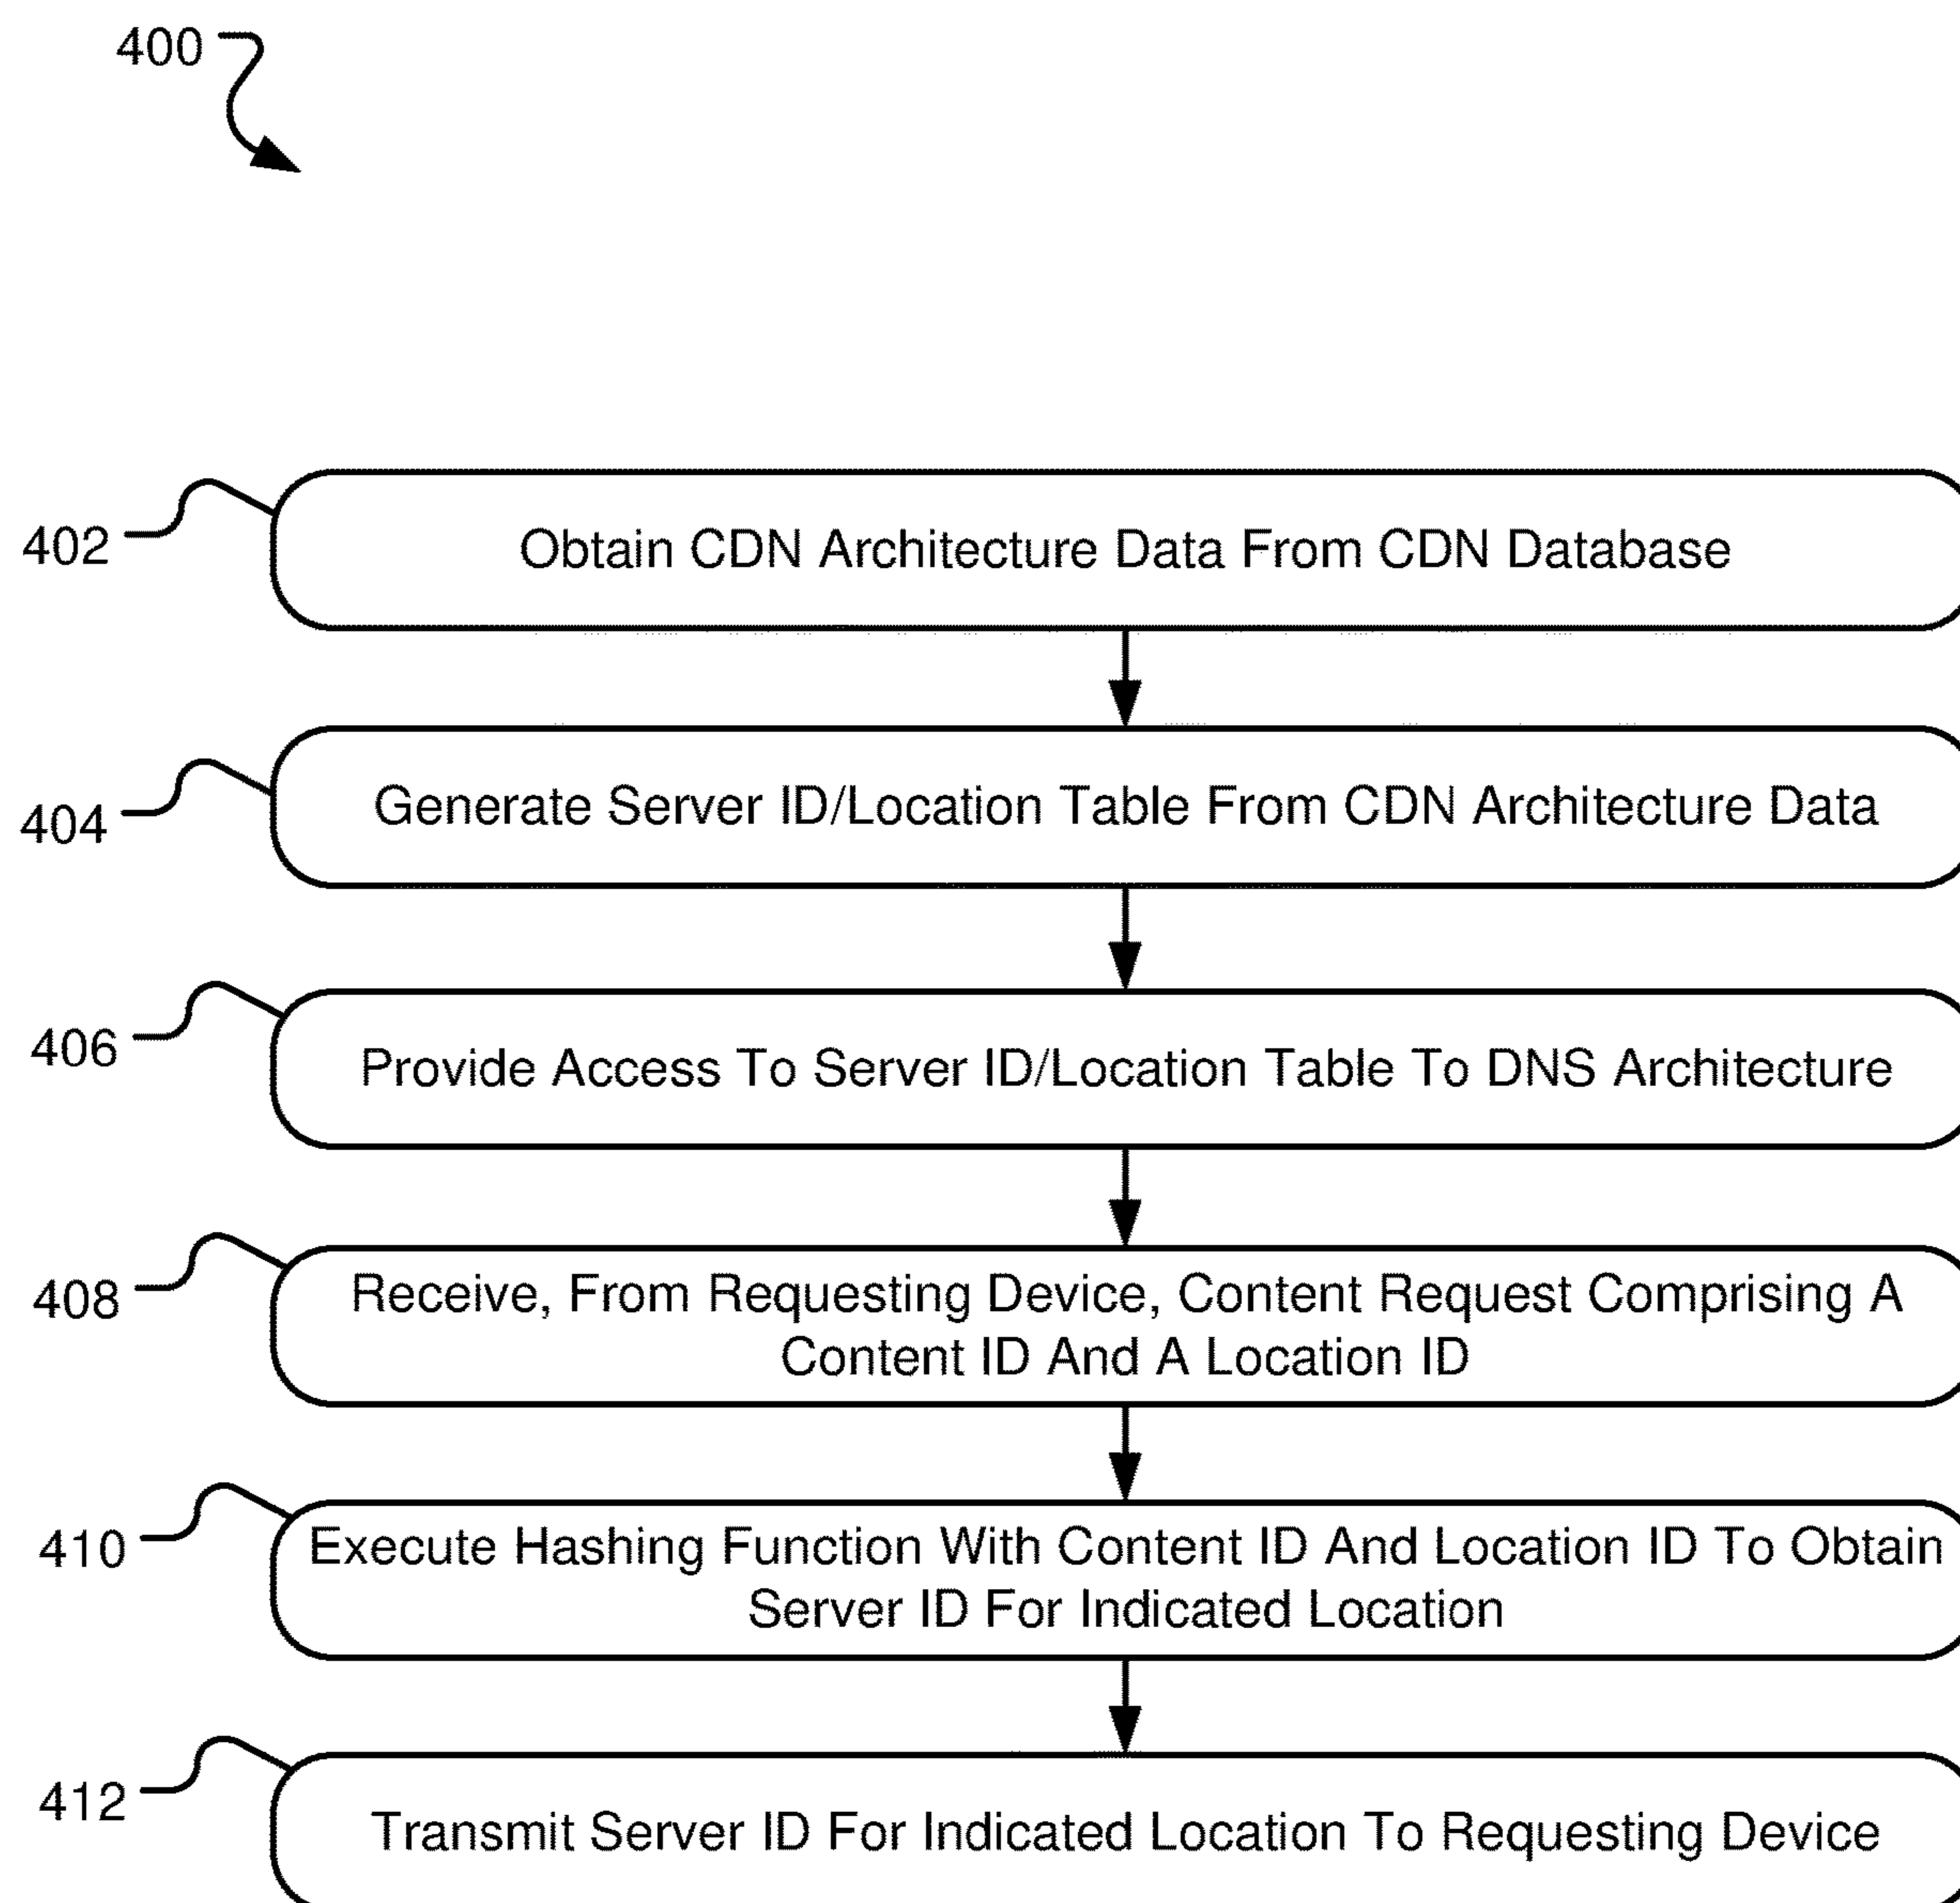 400
402
Obtain CDN Architecture Data From CDN Database
404
Generate Server ID/Location Table From CDN Architecture Data
406
Provide Access To Server ID/Location Table To DNS Architecture
408
Receive, From Requesting Device, Content Request Comprising A
Content ID And A Location ID
410
Execute Hashing Function With Content ID And Location ID To Obtain
Server ID For Indicated Location
412
Transmit Server ID For Indicated Location To Requesting Device